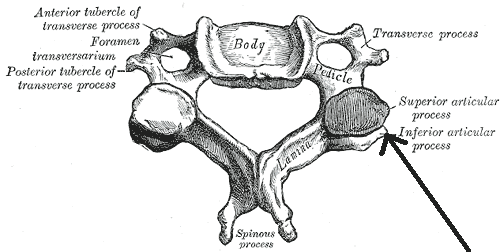 Anterior tubercle of
transverse process
Foramen
transversarium
Posterior tubercle of
transverse process
Body
Transverse process
Pedicle
Superior articular
process
Inferior articular
process
Lamina
Spinous
process